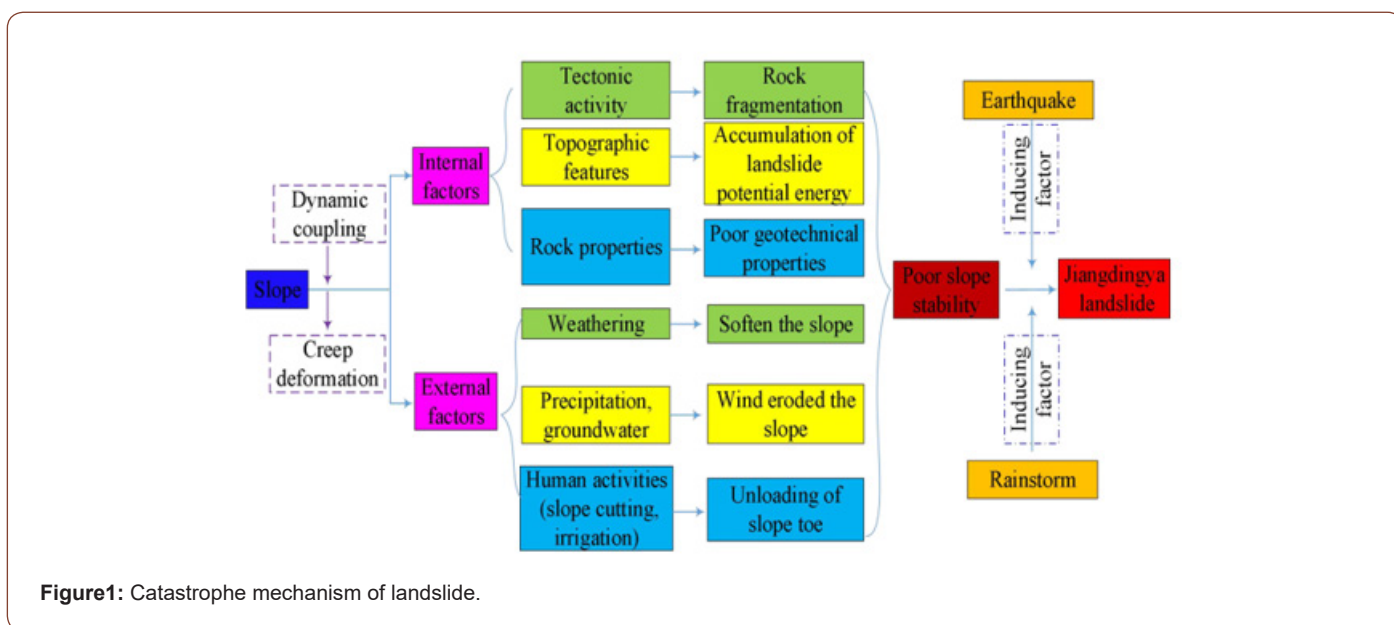 Tectonic
activity
Rock
fragmentation
Topographic
features
Accumulation of
landslide
potential energy
Internal
factors
Rock properties
Poor geotechnical
properties
Dynamic
coupling
Slope
Creep
deformation
External
factors
Weathering
Soften the slope
Precipitation,
groundwater
Wind eroded the
slope
Human activities
(slope cutting,
irrigation)
Unloading of
slope toe
Poor slope
stability
Earthquake
Inducing
factor
Jiangdingya
landslide
Inducing
factor
Rainstorm
Figure1: Catastrophe mechanism of landslide.